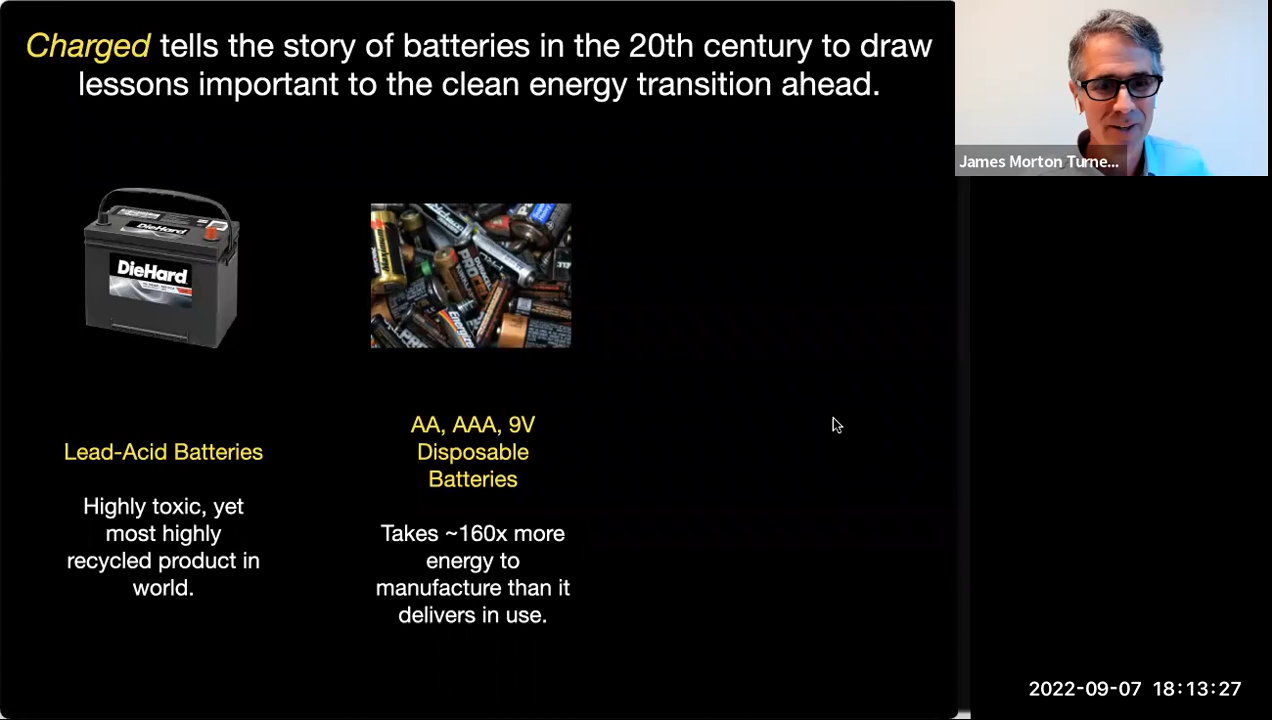 Charged tells the story of batteries in the 20th century to draw
lessons important to the clean energy transition ahead.
James Morton Turne...
DieHard
DieHard
Lead-Acid Batteries
Highly toxic, yet
most highly
recycled product in
world.
AA, AAA, 9V
Disposable
Batteries
Takes ~160x more
energy to
manufacture than it
delivers in use.
2022-09-07 18:13:27